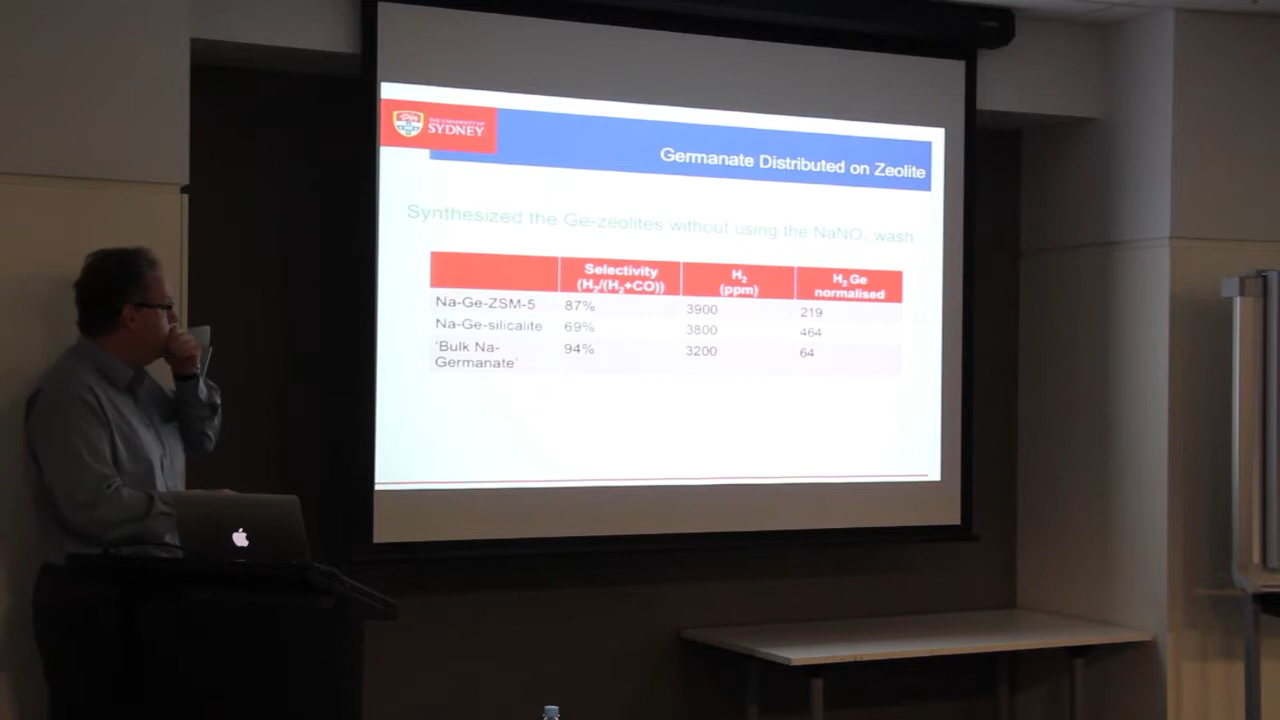 THE UNIVERSITY OF
SYDNEY
Germanate Distributed on Zeolite
Synthesized the Ge-zeolites without using the NaNO₃ wash
Selectivity (H₂/(H₂+CO))
H₂ (ppm)
H₂ Ge normalised
Na-Ge-ZSM-5 87% 3900 219
Na-Ge-silicalite 69% 3800 464
‘Bulk Na-
Germanate’ 94% 3200 64